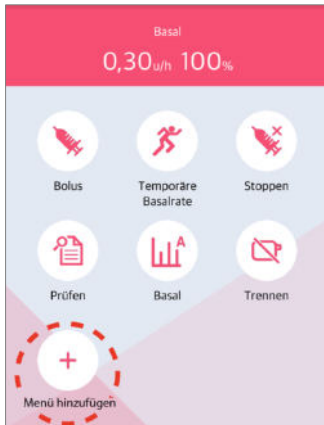 Basal
0,30u/h 100%
Bolus
Temporäre
Basalrate
Stoppen
A
Prüfen
Basal
Trennen
Menü hinzufügen